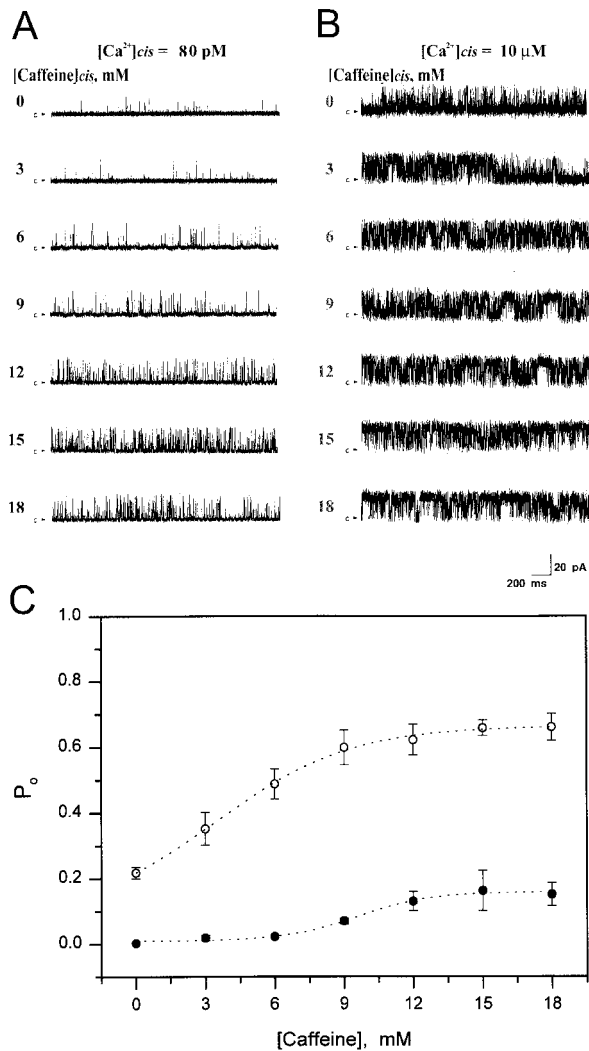 A
[Ca²⁺]cis = 80 pM
[Caffeine]cis, mM
0
c
3
c
6
c
9
c
12
c
15
c
18
c
B
[Ca²⁺]cis = 10 µM
[Caffeine]cis, mM
0
c
3
c
6
c
9
c
12
c
15
c
18
c
20 pA
200 ms
C
1.0
0.8
0.6
0.4
0.2
0.0
Pₒ
0 3 6 9 12 15 18
[Caffeine], mM